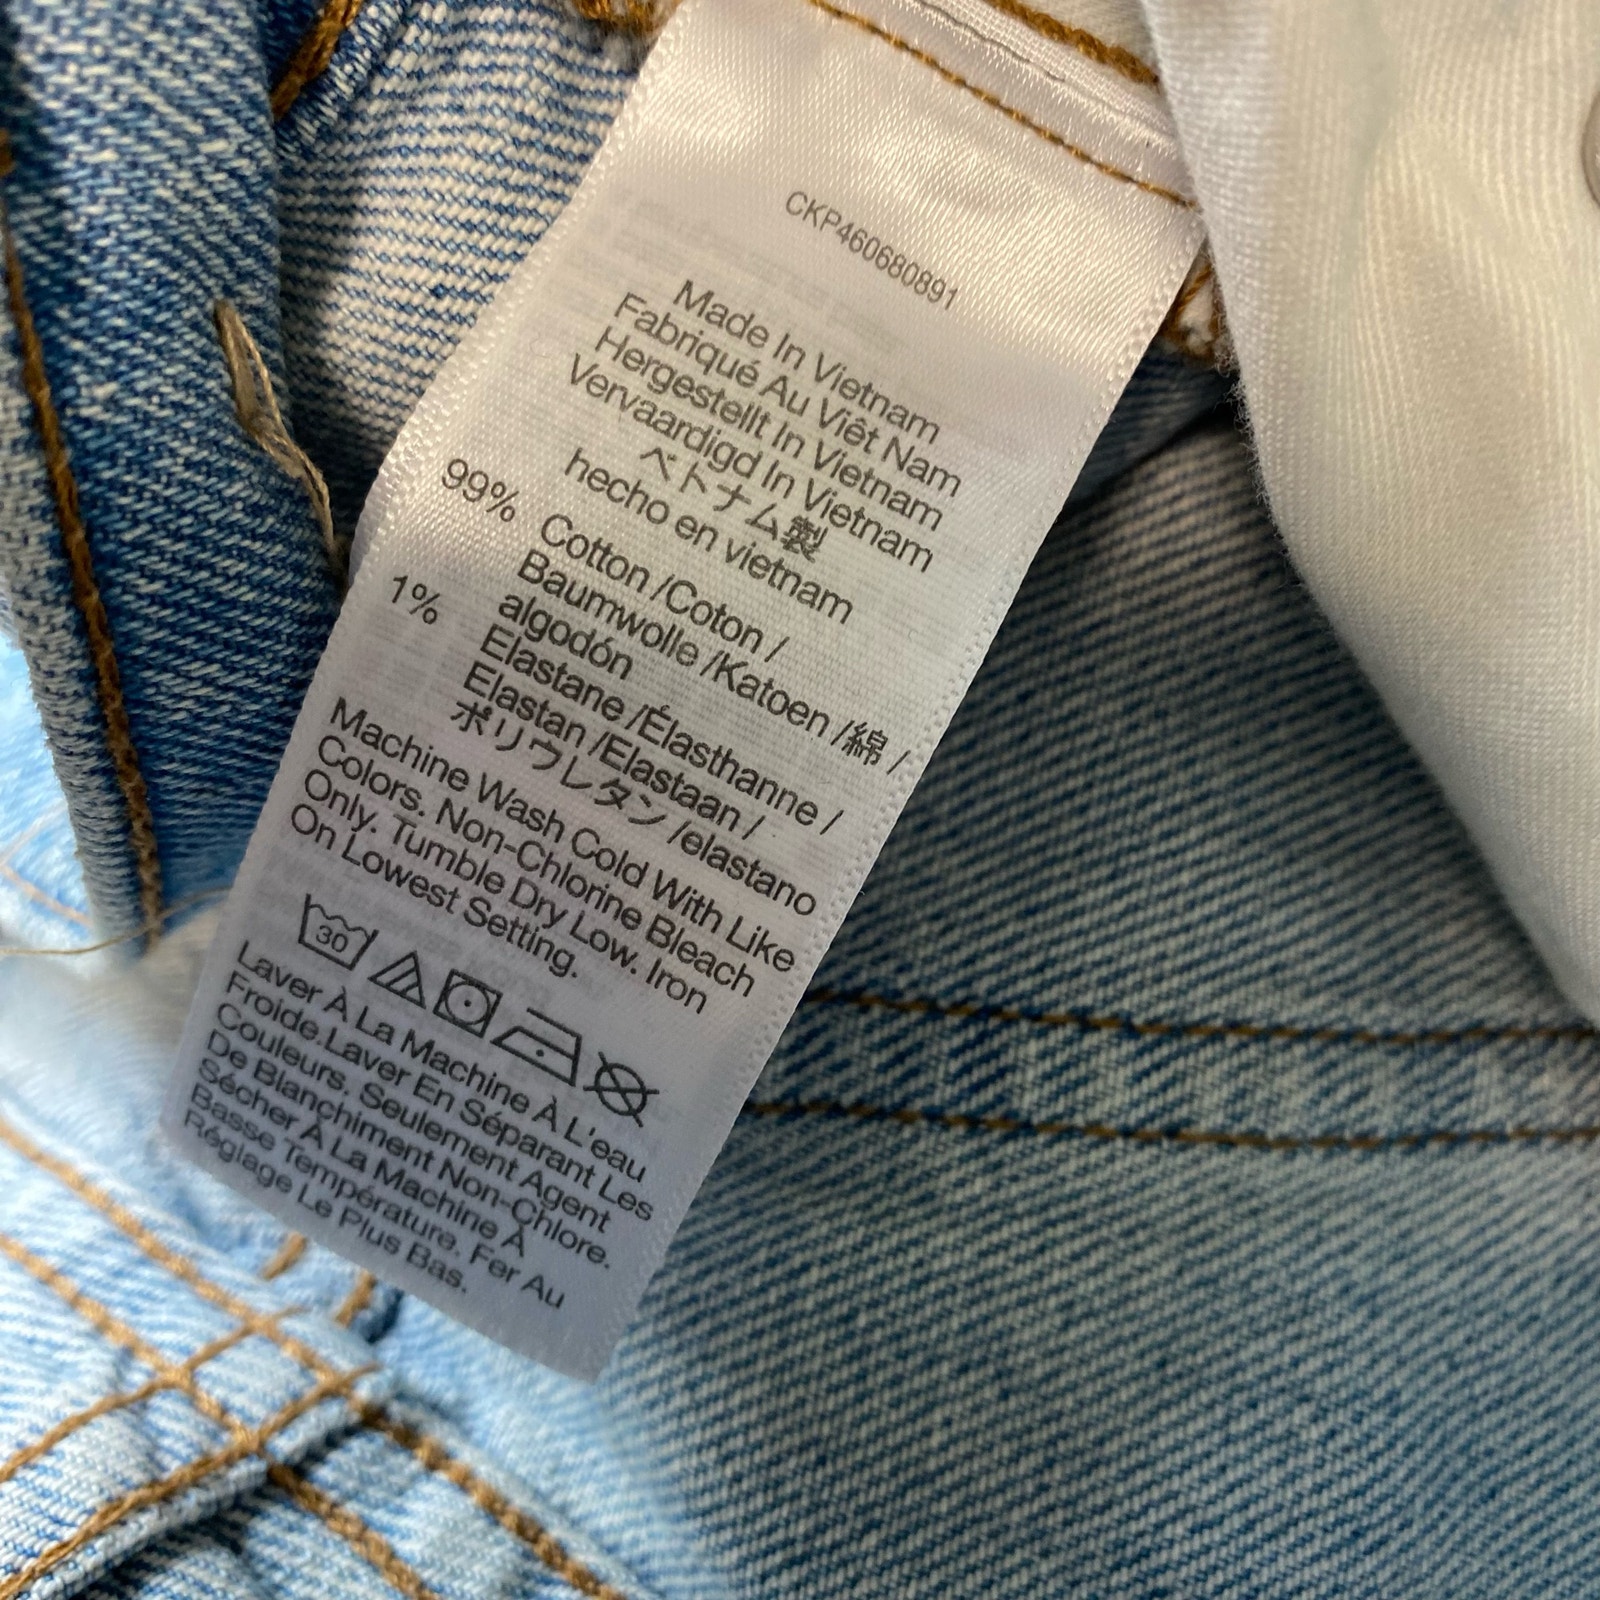 CKP460680891
Made In Vietnam
Fabriqué Au Viêt Nam
Hergestellt In Vietnam
Vervaardigd In Vietnam
ベトナム製
hecho en vietnam
99% Cotton /Coton /
Baumwolle /Katoen /綿 /
algodón
1% Elastane /Élasthanne /
Elastan /Elastaan /
ポリウレタン /elastano
Machine Wash Cold With Like
Colors. Non-Chlorine Bleach
Only. Tumble Dry Low. Iron
On Lowest Setting.
30
Laver À La Machine À L'eau
Froide.Laver En Séparant Les
Couleurs. Seulement Agent
De Blanchiment Non-Chlore.
Sécher À La Machine À
Basse Température. Fer Au
Réglage Le Plus Bas.